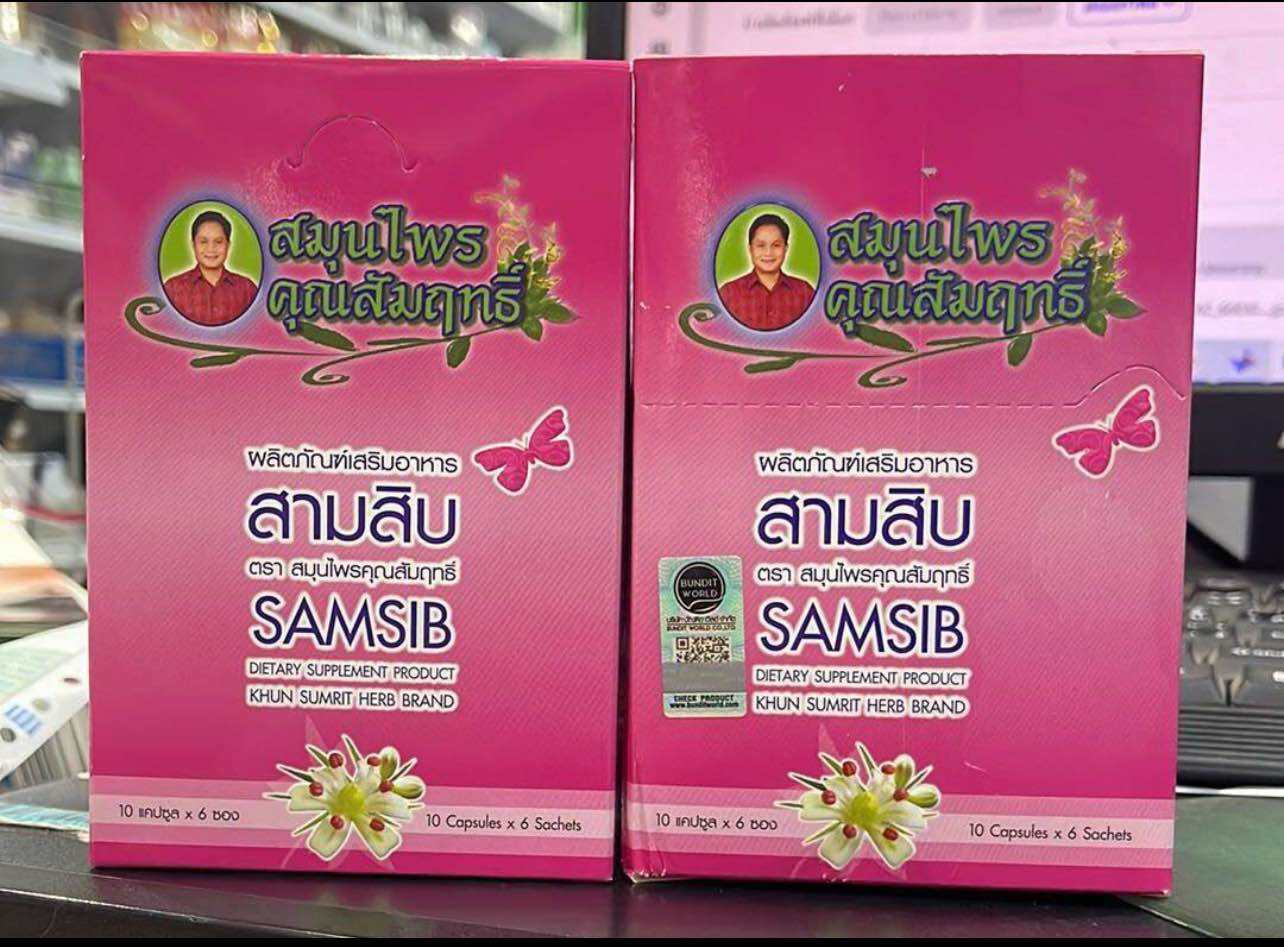 สมุนไพร
คุณสัมฤทธิ์
ผลิตภัณฑ์เสริมอาหาร
สามสิบ
ตรา สมุนไพรคุณสัมฤทธิ์
SAMSIB
DIETARY SUPPLEMENT PRODUCT
KHUN SUMRIT HERB BRAND
10 แคปซูล x 6 ซอง
10 Capsules x 6 Sachets
สมุนไพร
คุณสัมฤทธิ์
ผลิตภัณฑ์เสริมอาหาร
สามสิบ
ตรา สมุนไพรคุณสัมฤทธิ์
SAMSIB
DIETARY SUPPLEMENT PRODUCT
KHUN SUMRIT HERB BRAND
BUNDIT
WORLD
BUNDIT WORLD CO.,LTD
CHECK PRODUCT
www.bunditworld.com
10 แคปซูล x 6 ซอง
10 Capsules x 6 Sachets